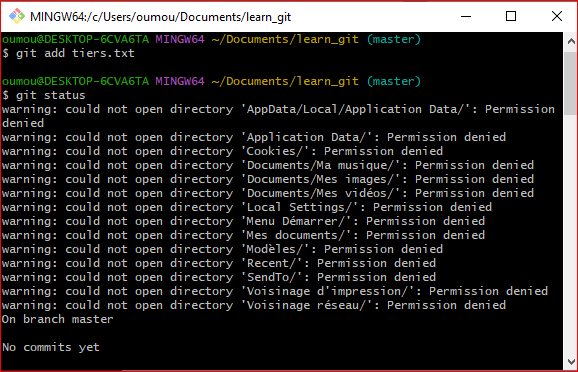 MINGW64:/c/Users/oumou/Documents/learn_git
oumou@DESKTOP-6CVA6TA MINGW64 ~/Documents/learn_git (master)
$ git add tiers.txt
oumou@DESKTOP-6CVA6TA MINGW64 ~/Documents/learn_git (master)
$ git status
warning: could not open directory 'AppData/Local/Application Data/': Permission
denied
warning: could not open directory 'Application Data/': Permission denied
warning: could not open directory 'Cookies/': Permission denied
warning: could not open directory 'Documents/Ma musique/': Permission denied
warning: could not open directory 'Documents/Mes images/': Permission denied
warning: could not open directory 'Documents/Mes vidéos/': Permission denied
warning: could not open directory 'Local Settings/': Permission denied
warning: could not open directory 'Menu Démarrer/': Permission denied
warning: could not open directory 'Mes documents/': Permission denied
warning: could not open directory 'Modèles/': Permission denied
warning: could not open directory 'Recent/': Permission denied
warning: could not open directory 'SendTo/': Permission denied
warning: could not open directory 'Voisinage d'impression/': Permission denied
warning: could not open directory 'Voisinage réseau/': Permission denied
On branch master
No commits yet